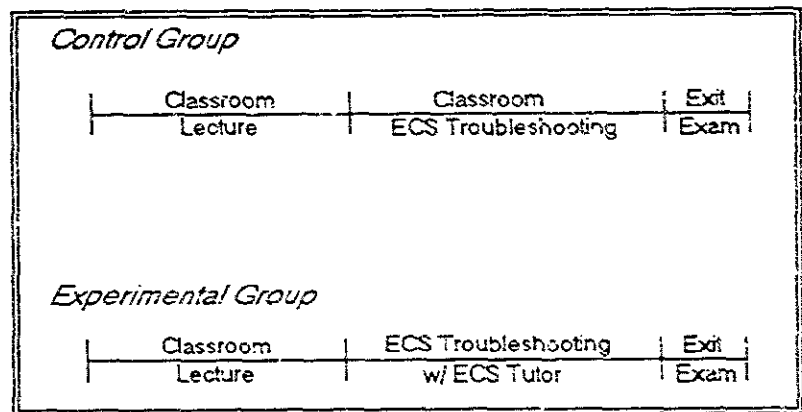 Control Group
Classroom Classroom Exit
Lecture ECS Troubleshooting Exam
Experimental Group
Classroom ECS Troubleshooting Exit
Lecture w/ ECS Tutor Exam